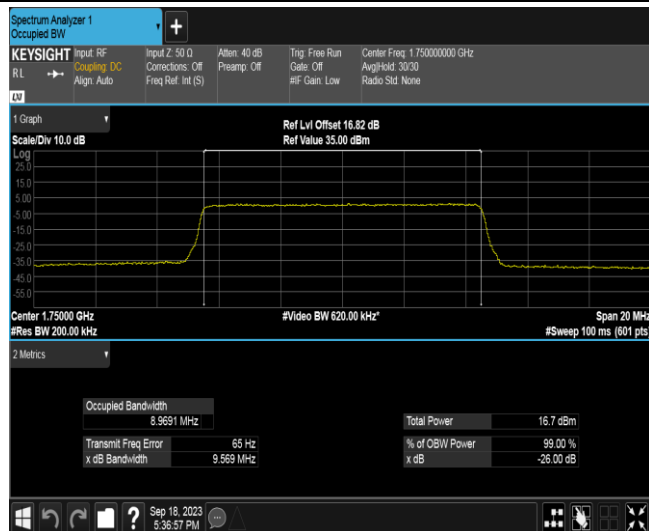 Spectrum Analyzer 1
Occupied BW
+
KEYSIGHT Input: RF Input Z: 50 Ω Atten: 40 dB Trig: Free Run Center Freq: 1.750000000 GHz
R L Coupling: DC Corrections: Off Preamp: Off Gate: Off Avg|Hold: 30/30
Align: Auto Freq Ref: Int (S) #IF Gain: Low Radio Std: None
1 Graph
Ref Lvl Offset 16.82 dB
Scale/Div 10.0 dB Ref Value 35.00 dBm
Log
25.0
15.0
5.00
-5.00
-15.0
-25.0
-35.0
-45.0
-55.0
Center 1.75000 GHz #Video BW 620.00 kHz* Span 20 MHz
#Res BW 200.00 kHz #Sweep 100 ms (601 pts)
2 Metrics
Occupied Bandwidth
8.9691 MHz Total Power 16.7 dBm
Transmit Freq Error 65 Hz % of OBW Power 99.00 %
x dB Bandwidth 9.569 MHz x dB -26.00 dB
? Sep 18, 2023
5:36:57 PM